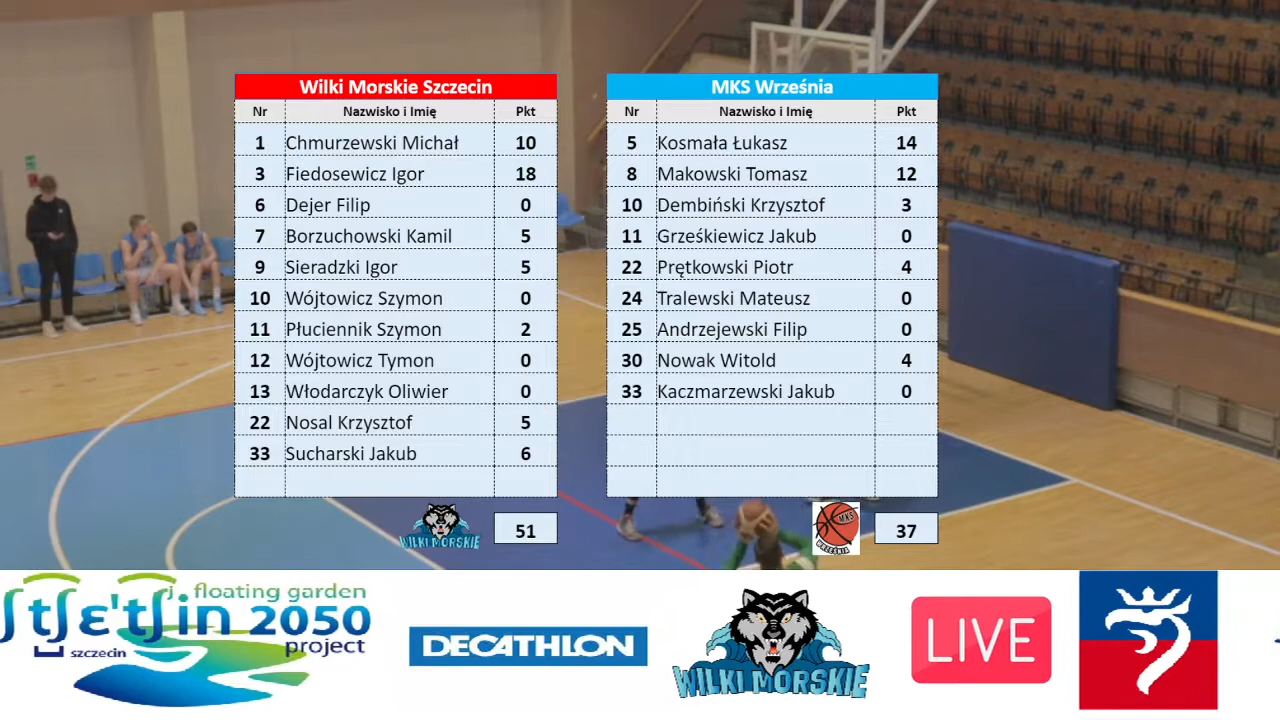 Wilki Morskie Szczecin
Nr Nazwisko i Imię Pkt
1 Chmurzewski Michał 10
3 Fiedosewicz Igor 18
6 Dejer Filip 0
7 Borzuchowski Kamil 5
9 Sieradzki Igor 5
10 Wójtowicz Szymon 0
11 Płuciennik Szymon 2
12 Wójtowicz Tymon 0
13 Włodarczyk Oliwier 0
22 Nosal Krzysztof 5
33 Sucharski Jakub 6
WILKI MORSKIE 51
MKS Września
Nr Nazwisko i Imię Pkt
5 Kosmała Łukasz 14
8 Makowski Tomasz 12
10 Dembiński Krzysztof 3
11 Grześkiewicz Jakub 0
22 Prętkowski Piotr 4
24 Tralewski Mateusz 0
25 Andrzejewski Filip 0
30 Nowak Witold 4
33 Kaczmarzewski Jakub 0
MKS
WRZEŚNIA
37
floating garden
ʃtʃɛ'tʃin 2050
szczecin project
DECATHLON
WILKI MORSKIE
LIVE